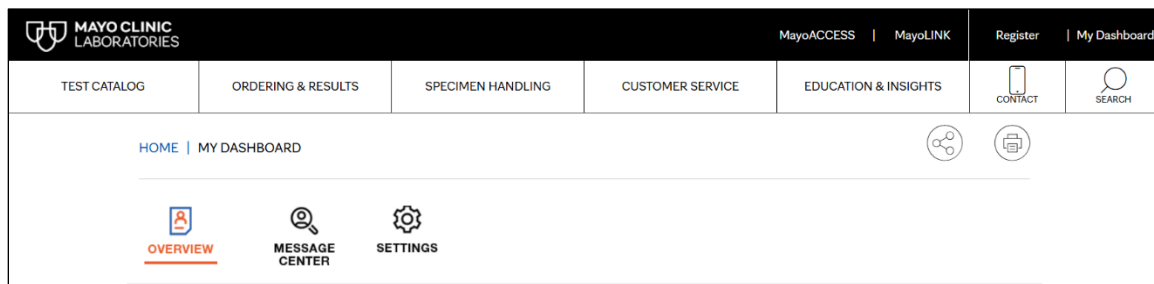 MAYO CLINIC
LABORATORIES
MayoACCESS | MayoLINK Register | My Dashboard
TEST CATALOG ORDERING & RESULTS SPECIMEN HANDLING CUSTOMER SERVICE EDUCATION & INSIGHTS CONTACT SEARCH
HOME | MY DASHBOARD
OVERVIEW MESSAGE CENTER SETTINGS